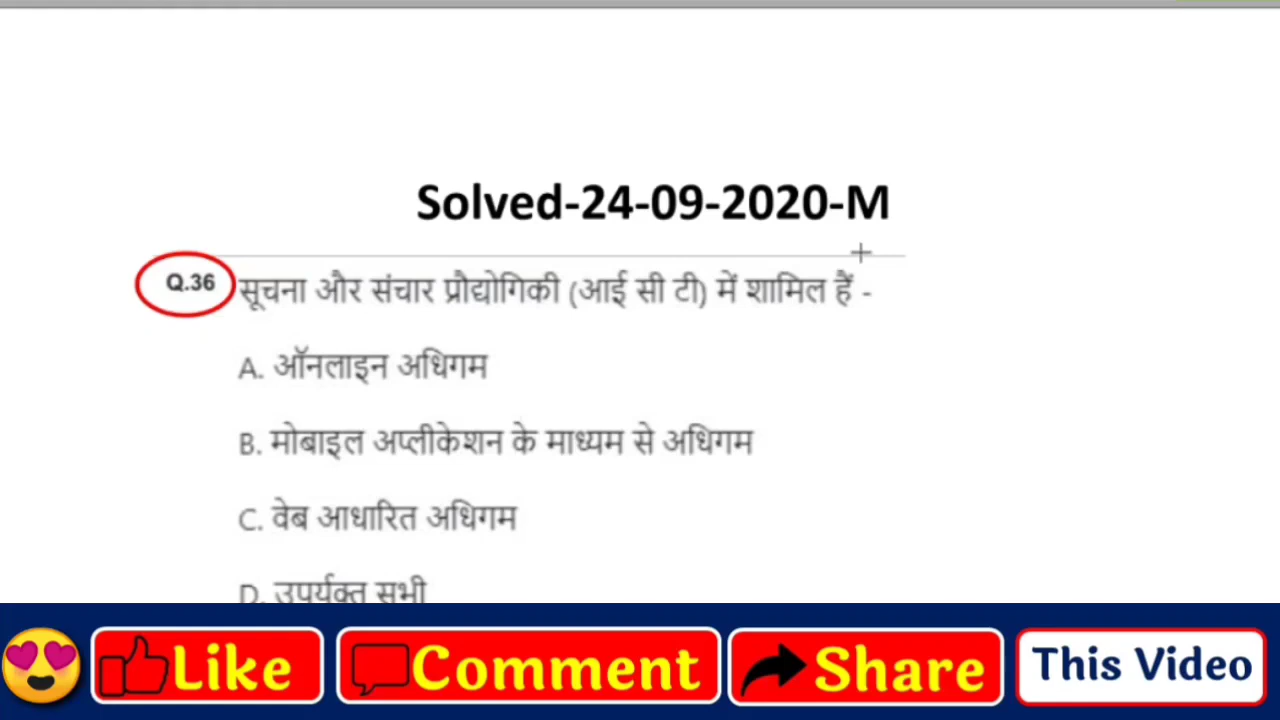 Solved-24-09-2020-M
Q.36 सूचना और संचार प्रौद्योगिकी (आई सी टी) में शामिल हैं -
A. ऑनलाइन अधिगम
B. मोबाइल अप्लीकेशन के माध्यम से अधिगम
C. वेब आधारित अधिगम
D. उपर्यक्त सभी
Like Comment Share This Video